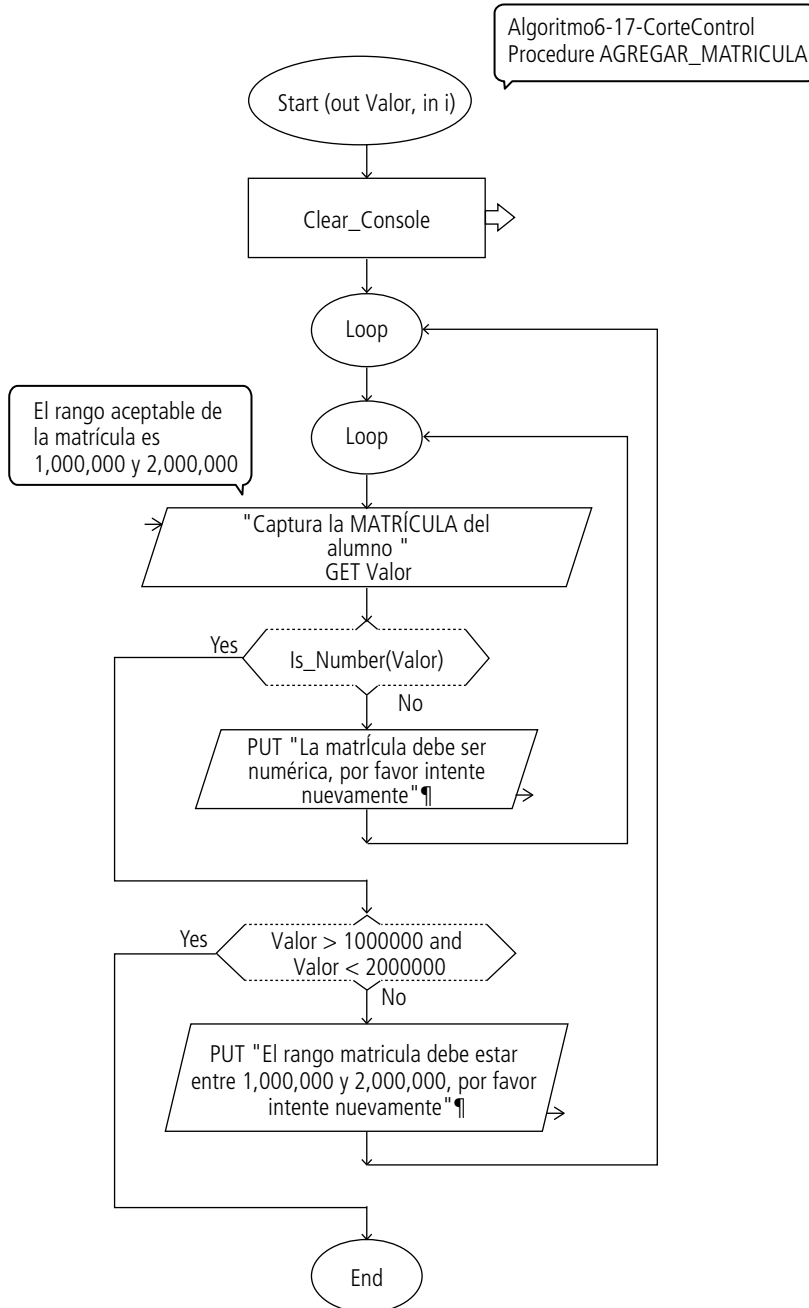 Algoritmo6-17-CorteControl
Procedure AGREGAR_MATRICULA
Start (out Valor, in i)
Clear_Console
Loop
El rango aceptable de
la matrícula es
1,000,000 y 2,000,000
Loop
"Captura la MATRÍCULA del
alumno "
GET Valor
Yes
Is_Number(Valor)
No
PUT "La matrÍcula debe ser
numérica, por favor intente
nuevamente"¶
Yes
Valor > 1000000 and
Valor < 2000000
No
PUT "El rango matricula debe estar
entre 1,000,000 y 2,000,000, por favor
intente nuevamente"¶
End